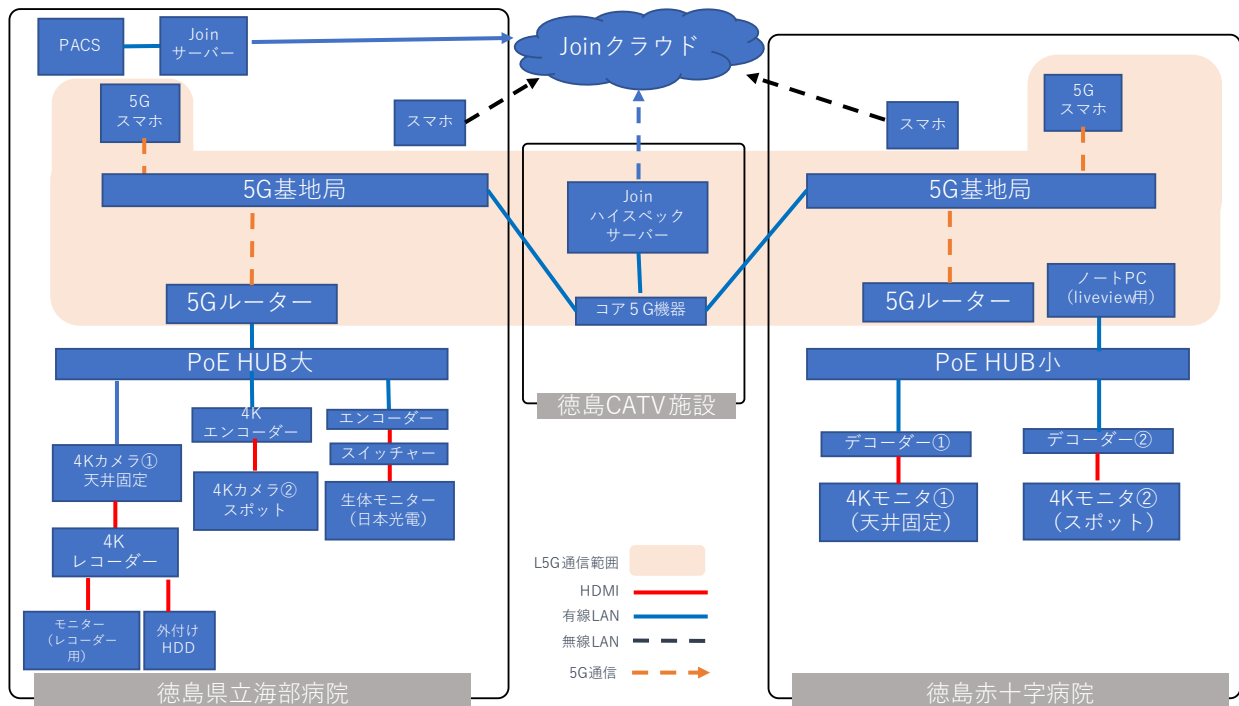 PACS
Join
サーバー
Joinクラウド
5G
スマホ
スマホ
スマホ
5G
スマホ
5G基地局
Join
ハイスペック
サーバー
5G基地局
5Gルーター
コア５G機器
5Gルーター
ノートPC
（liveview用）
PoE HUB大
PoE HUB小
徳島CATV施設
4K
エンコーダー
エンコーダー
スイッチャー
4Kカメラ①
天井固定
4Kカメラ②
スポット
生体モニター
（日本光電）
デコーダー①
デコーダー②
4Kモニタ①
（天井固定）
4Kモニタ②
（スポット）
4K
レコーダー
モニター
（レコーダー
用）
外付け
HDD
L5G通信範囲
HDMI
有線LAN
無線LAN
5G通信
徳島県立海部病院
徳島赤十字病院